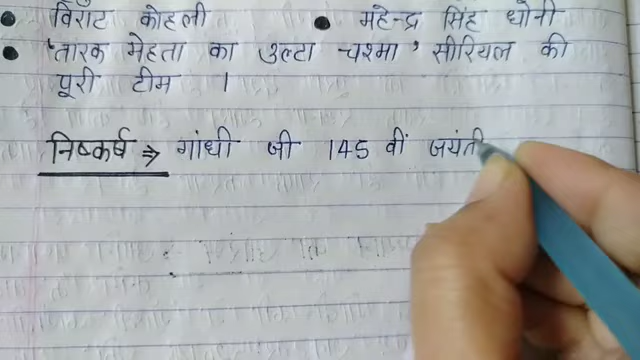 • विराट कोहली • महेन्द्र सिंह धोनी
• 'तारक मेहता का उल्टा चश्मा' सीरियल की
पूरी टीम ।
निष्कर्ष ⇒ गांधी जी 145 वीं जयंती